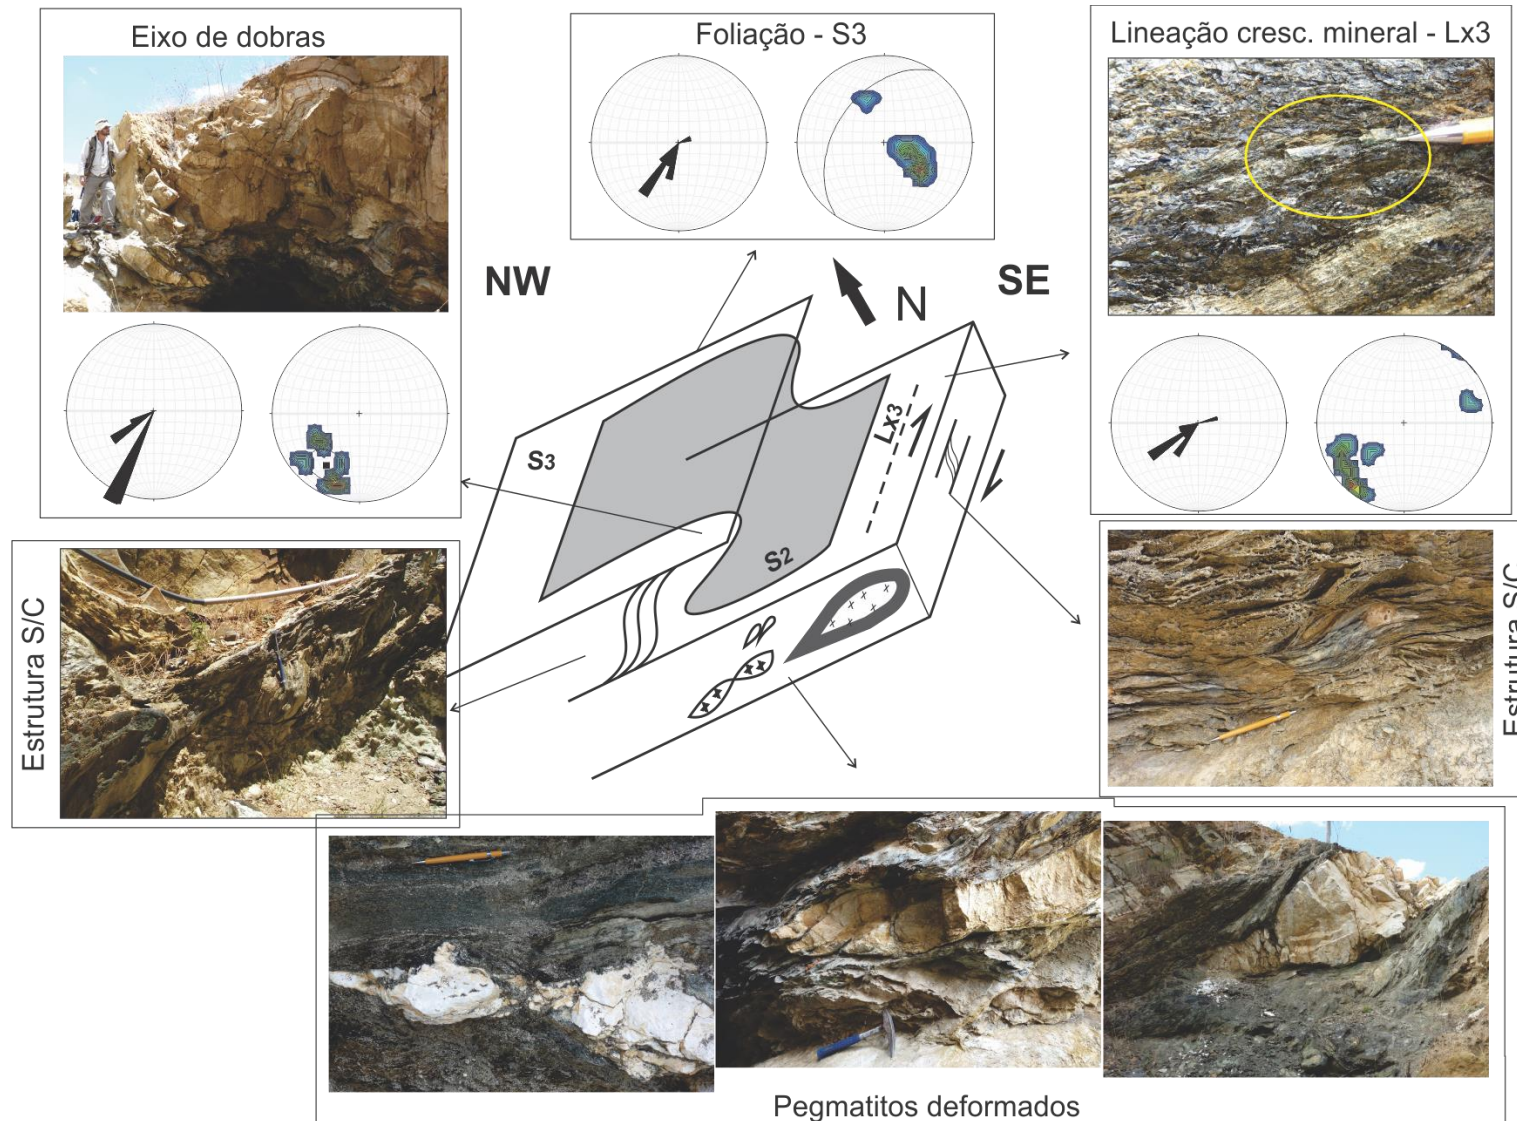 Eixo de dobras
Foliação - S3
Lineação cresc. mineral - Lx3
NW
N
SE
S3
Lx3
S2
Estrutura S/C
Estrutura S/C
Pegmatitos deformados